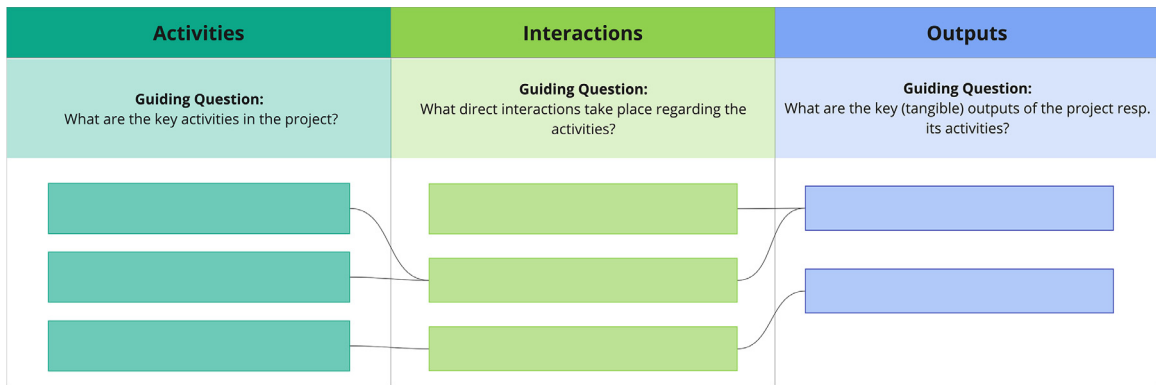 Activities
Interactions
Outputs
Guiding Question:
What are the key activities in the project?
Guiding Question:
What direct interactions take place regarding the
activities?
Guiding Question:
What are the key (tangible) outputs of the project resp.
its activities?